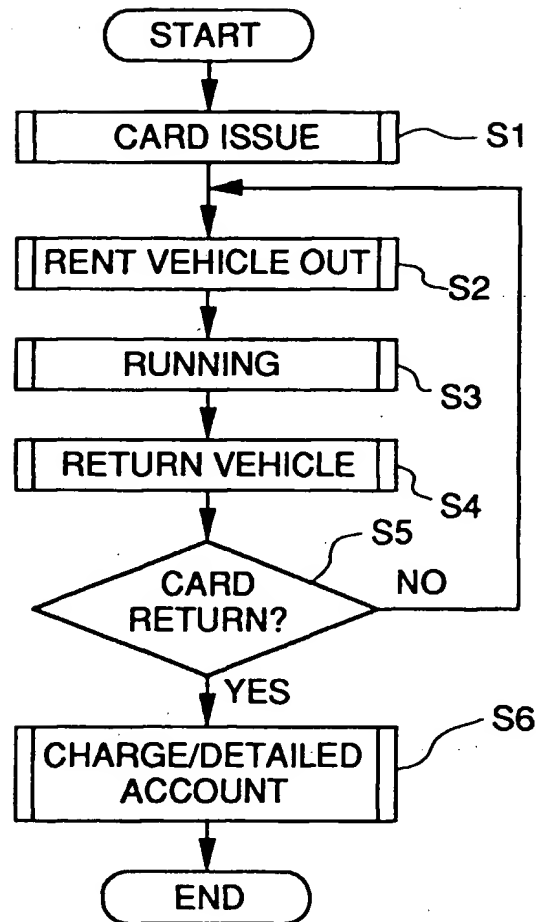 START
CARD ISSUE
S1
RENT VEHICLE OUT
S2
RUNNING
S3
RETURN VEHICLE
S4
S5
CARD
RETURN?
NO
YES
S6
CHARGE/DETAILED
ACCOUNT
END